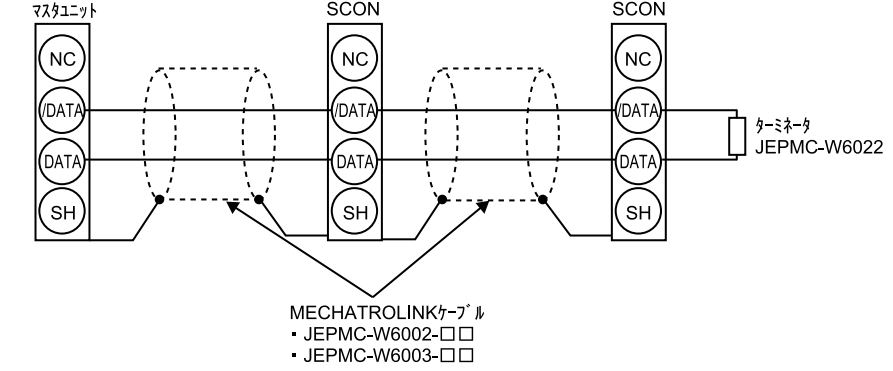 ﾏｽﾀﾕﾆｯﾄ
SCON
SCON
NC
NC
NC
/DATA
/DATA
/DATA
DATA
DATA
DATA
SH
SH
SH
ﾀｰﾐﾈｰﾀ
JEPMC-W6022
MECHATROLINKｹｰﾌﾞﾙ
・JEPMC-W6002-□□
・JEPMC-W6003-□□